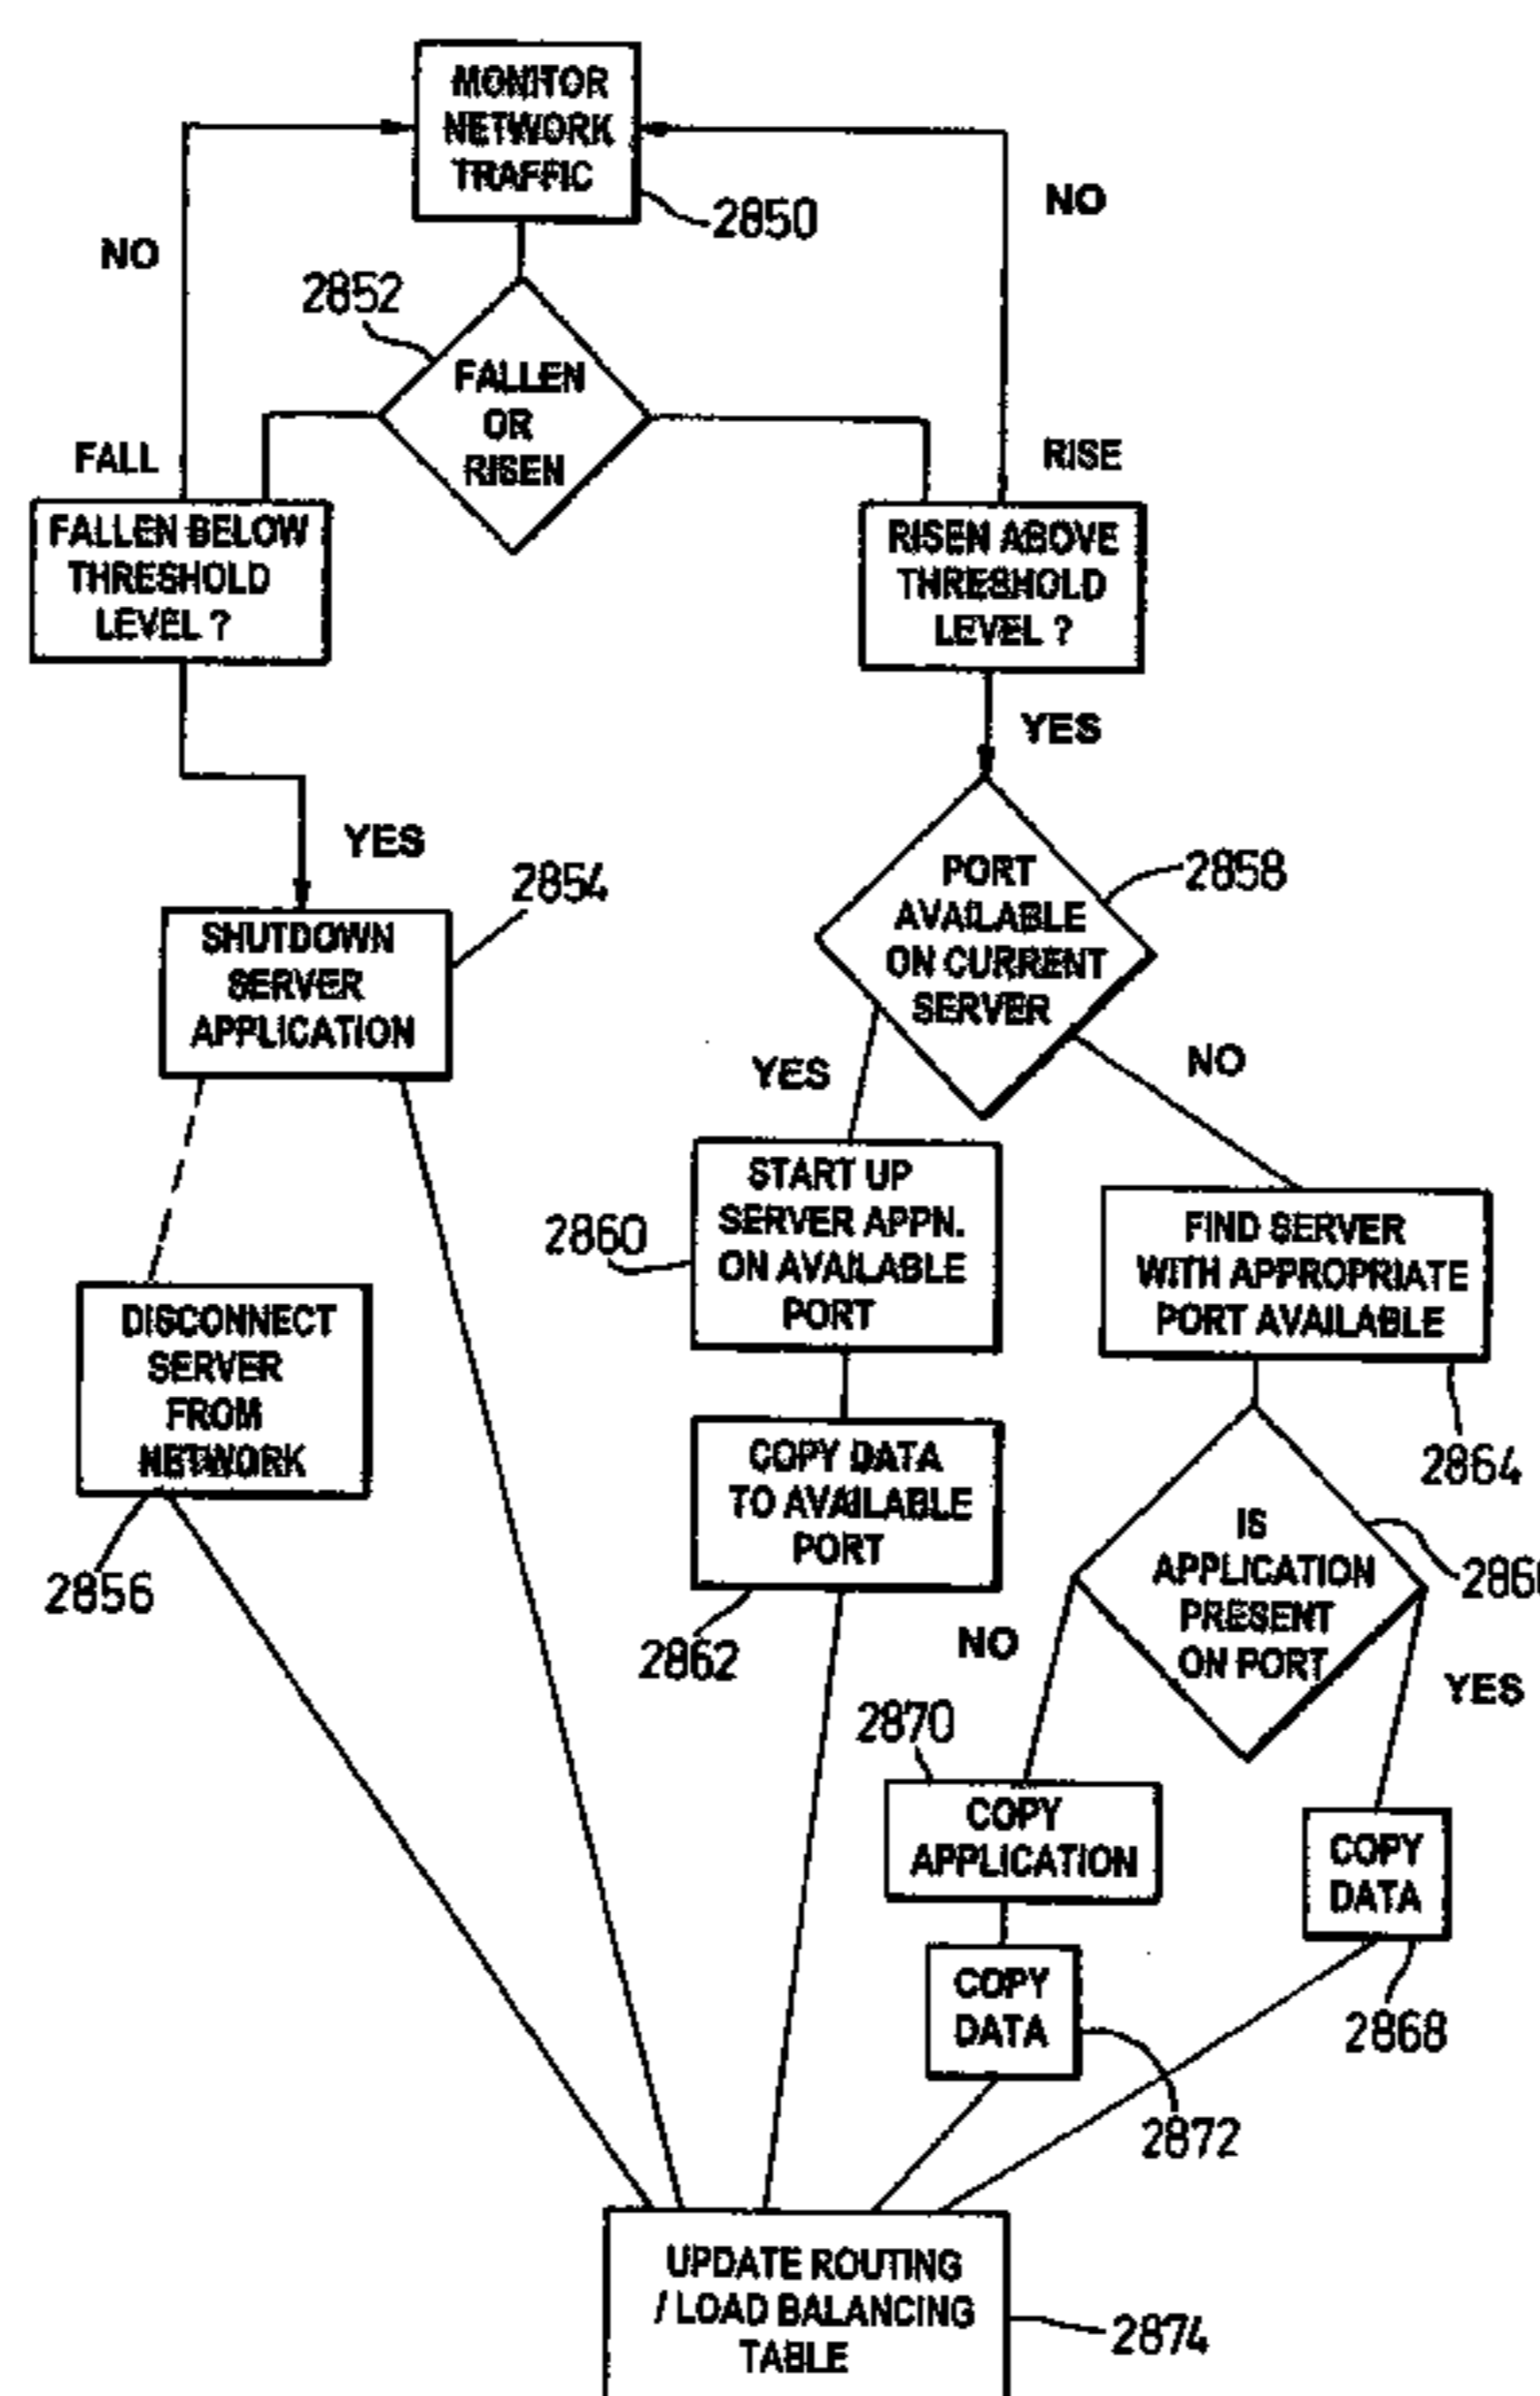 MONITOR
NETWORK
TRAFFIC
2850
NO
NO
2852
FALLEN
OR
RISEN
FALL
RISE
FALLEN BELOW
THRESHOLD
LEVEL ?
RISEN ABOVE
THRESHOLD
LEVEL ?
YES
YES
2854
SHUTDOWN
SERVER
APPLICATION
PORT
AVAILABLE
ON CURRENT
SERVER
2858
YES
NO
START UP
SERVER APPN.
ON AVAILABLE
PORT
2860
FIND SERVER
WITH APPROPRIATE
PORT AVAILABLE
2864
DISCONNECT
SERVER
FROM
NETWORK
2856
COPY DATA
TO AVAILABLE
PORT
2862
IS
APPLICATION
PRESENT
ON PORT
NO
YES
2870
COPY
APPLICATION
COPY
DATA
2868
COPY
DATA
2872
UPDATE ROUTING
/ LOAD BALANCING
TABLE
2874